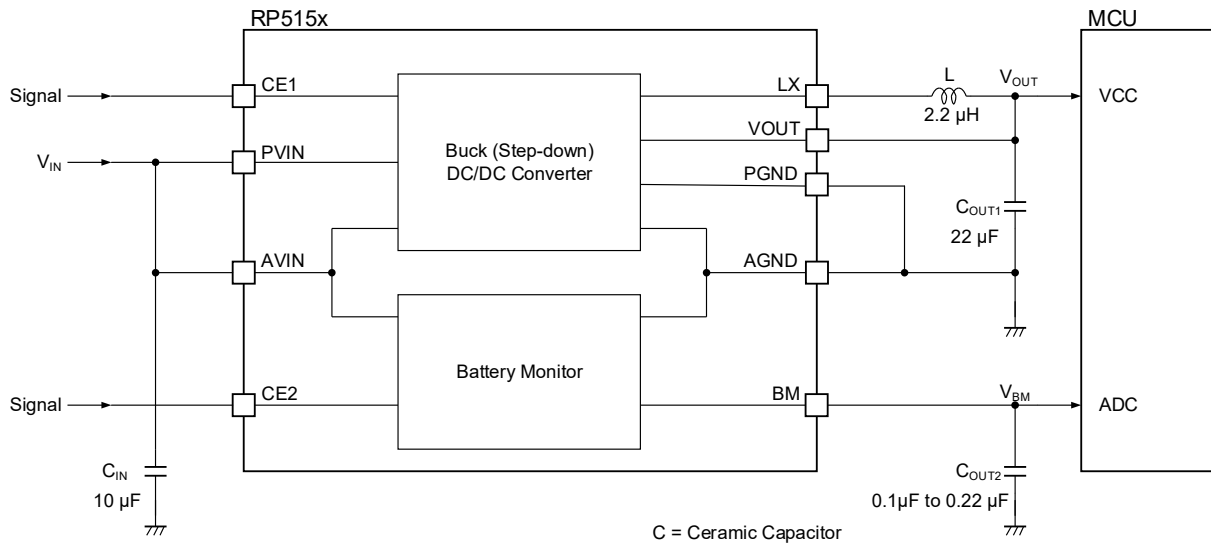 RP515x
MCU
Signal
CE1
LX
L
VOUT
VCC
2.2 µH
VOUT
VIN
PVIN
Buck (Step-down)
DC/DC Converter
PGND
COUT1
22 µF
AVIN
AGND
Battery Monitor
Signal
CE2
BM
VBM
ADC
CIN
10 µF
COUT2
0.1µF to 0.22 µF
C = Ceramic Capacitor